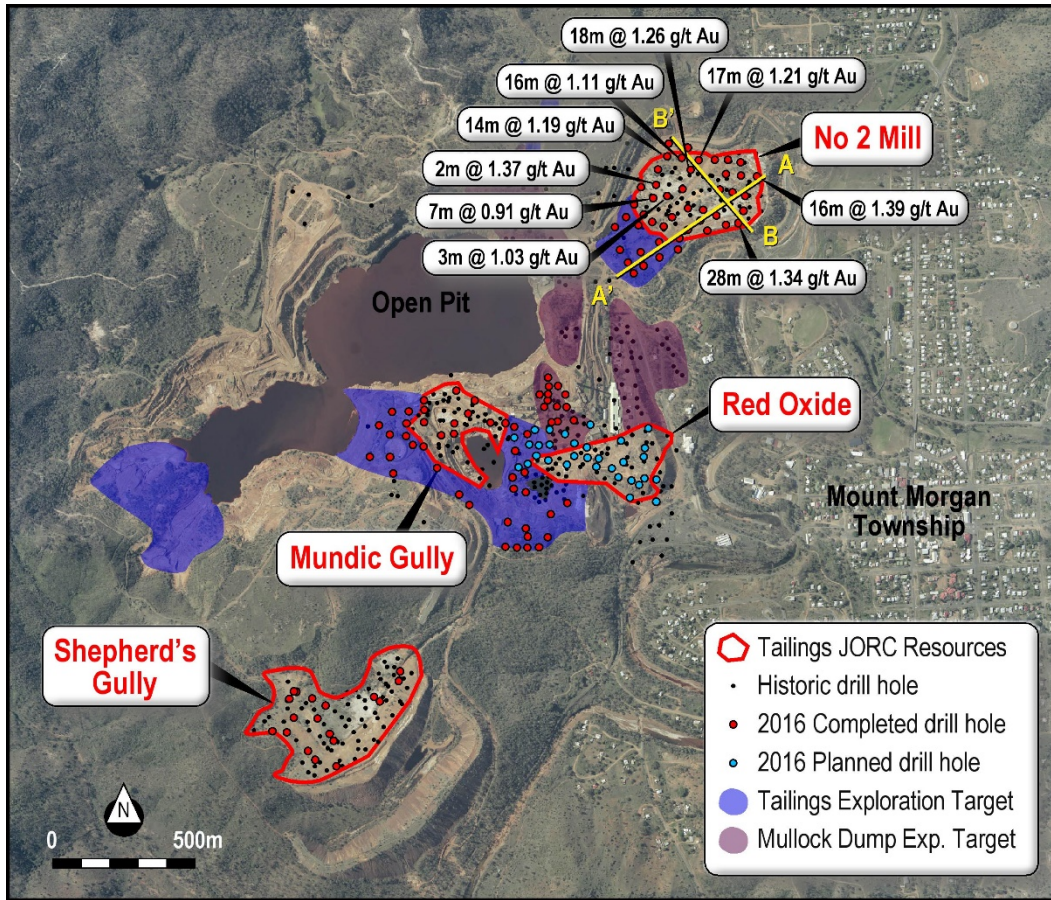 18m @ 1.26 g/t Au
16m @ 1.11 g/t Au
17m @ 1.21 g/t Au
B'
14m @ 1.19 g/t Au
No 2 Mill
A
2m @ 1.37 g/t Au
7m @ 0.91 g/t Au
16m @ 1.39 g/t Au
B
3m @ 1.03 g/t Au
28m @ 1.34 g/t Au
A'
Open Pit
Red Oxide
Mount Morgan
Township
Mundic Gully
Shepherd's
Gully
Tailings JORC Resources
Historic drill hole
2016 Completed drill hole
2016 Planned drill hole
Tailings Exploration Target
Mullock Dump Exp. Target
N
0 500m